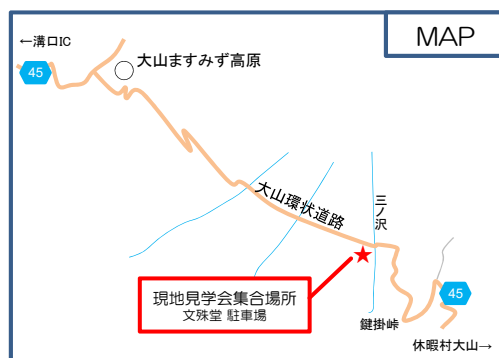 MAP
←溝口IC
45
大山ますみず高原
大山環状道路
三ノ沢
現地見学会集合場所
文殊堂 駐車場
45
鍵掛峠
休暇村大山→